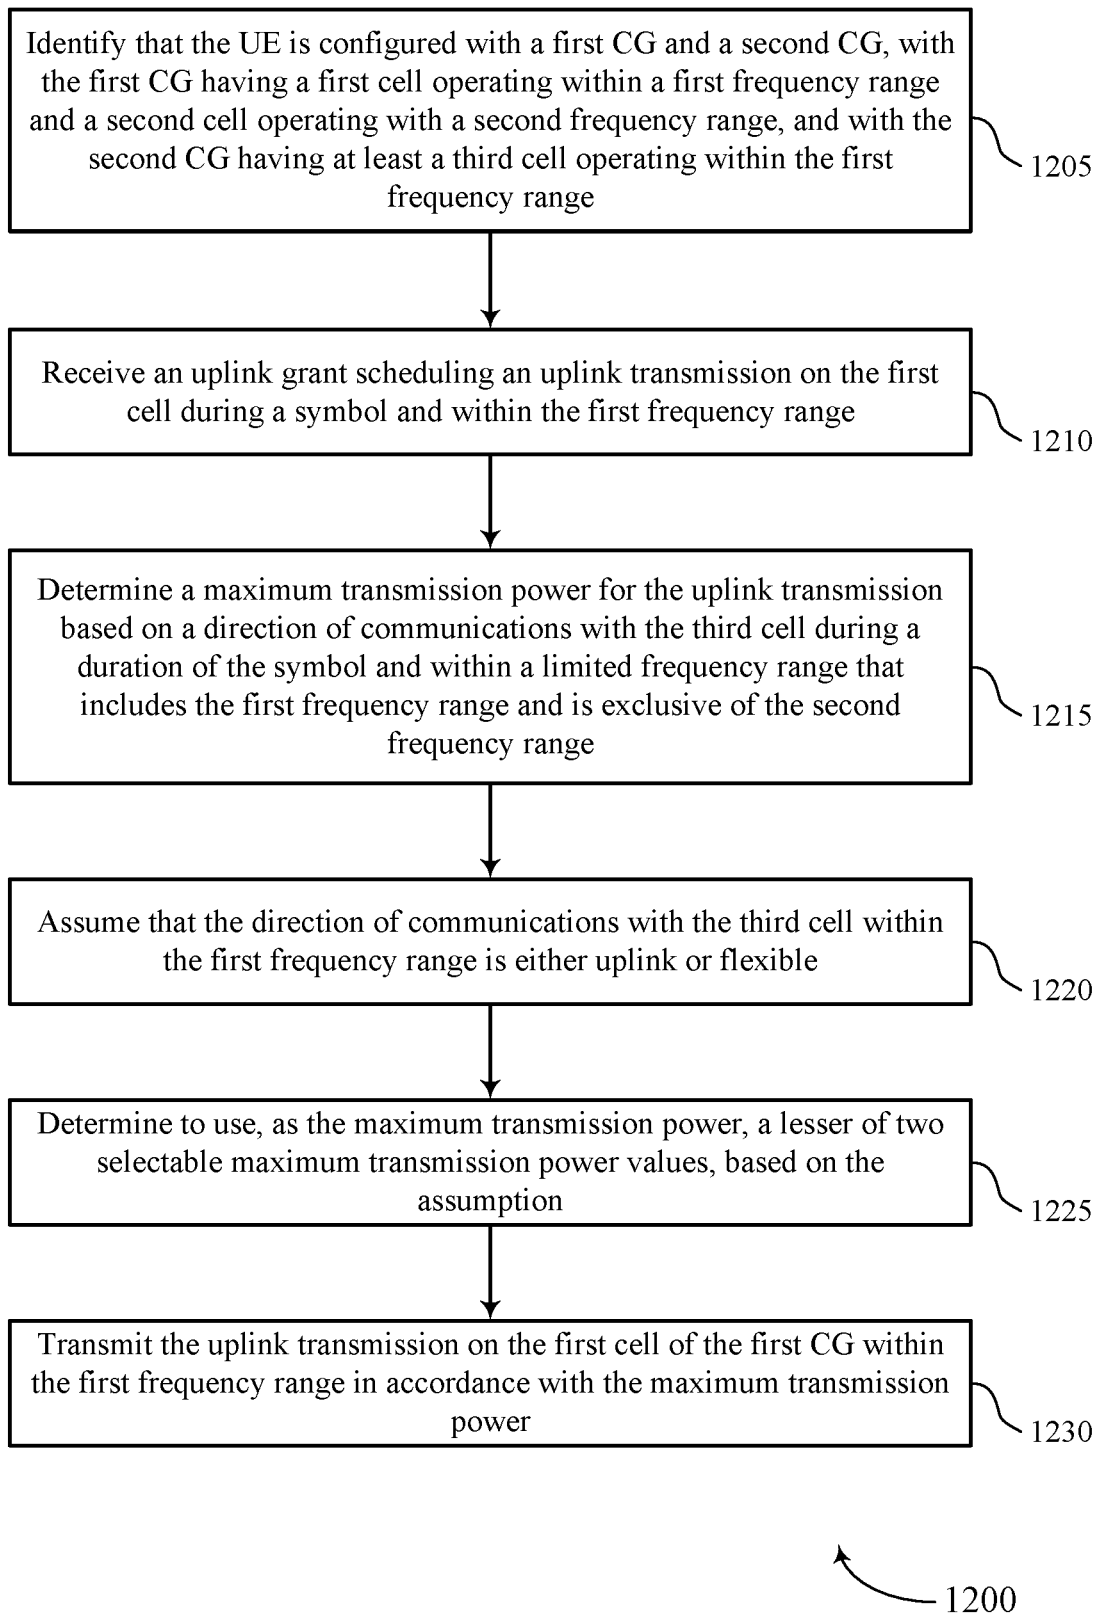 Identify that the UE is configured with a first CG and a second CG, with
the first CG having a first cell operating within a first frequency range
and a second cell operating with a second frequency range, and with the
second CG having at least a third cell operating within the first
frequency range
1205
Receive an uplink grant scheduling an uplink transmission on the first
cell during a symbol and within the first frequency range
1210
Determine a maximum transmission power for the uplink transmission
based on a direction of communications with the third cell during a
duration of the symbol and within a limited frequency range that
includes the first frequency range and is exclusive of the second
frequency range
1215
Assume that the direction of communications with the third cell within
the first frequency range is either uplink or flexible
1220
Determine to use, as the maximum transmission power, a lesser of two
selectable maximum transmission power values, based on the
assumption
1225
Transmit the uplink transmission on the first cell of the first CG within
the first frequency range in accordance with the maximum transmission
power
1230
1200